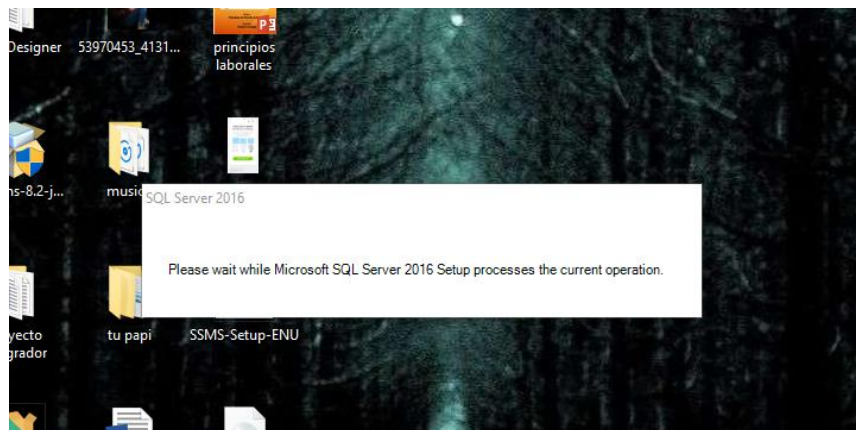 Designer
53970453_4131...
principios
laborales
ns-8.2-j...
music
SQL Server 2016
Please wait while Microsoft SQL Server 2016 Setup processes the current operation.
yecto
grador
tu papi
SSMS-Setup-ENU